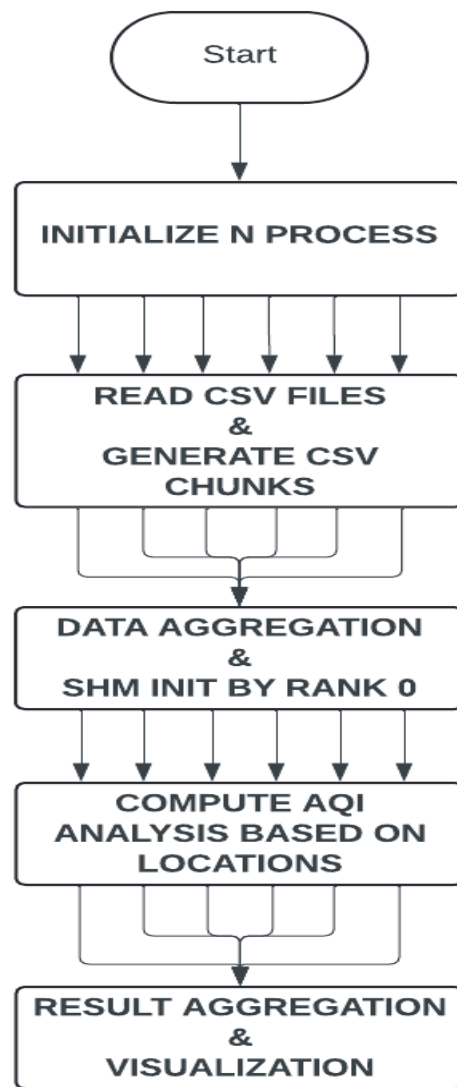 Start
INITIALIZE N PROCESS
READ CSV FILES
&
GENERATE CSV
CHUNKS
DATA AGGREGATION
&
SHM INIT BY RANK 0
COMPUTE AQI
ANALYSIS BASED ON
LOCATIONS
RESULT AGGREGATION
&
VISUALIZATION